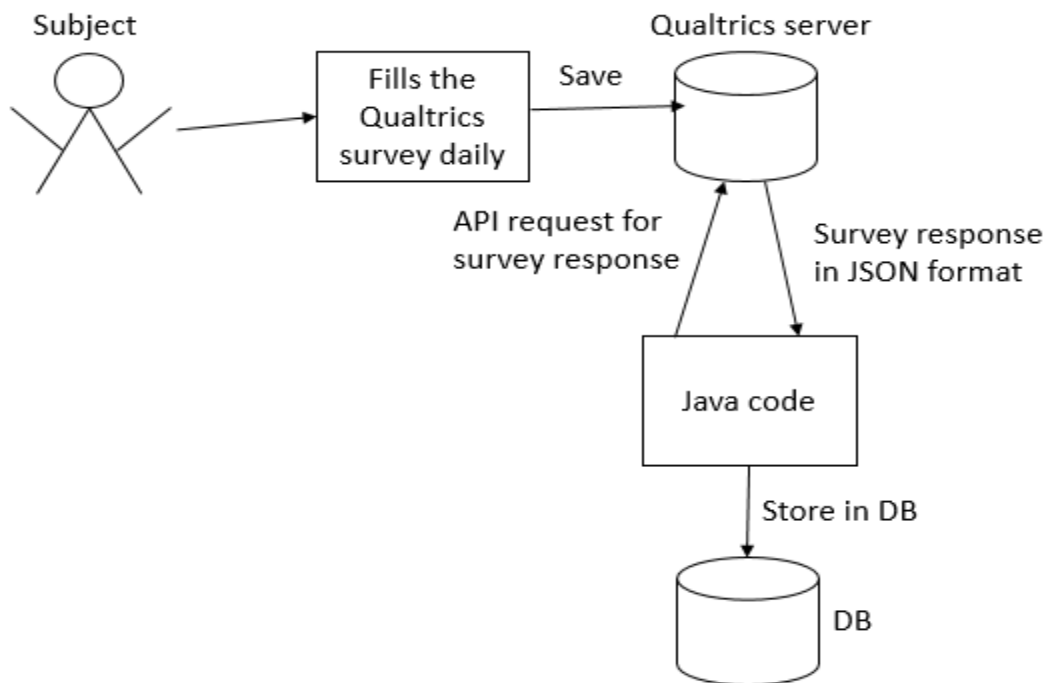 Subject
Qualtrics server
Fills the
Qualtrics
survey daily
Save
API request for
survey response
Survey response
in JSON format
Java code
Store in DB
DB